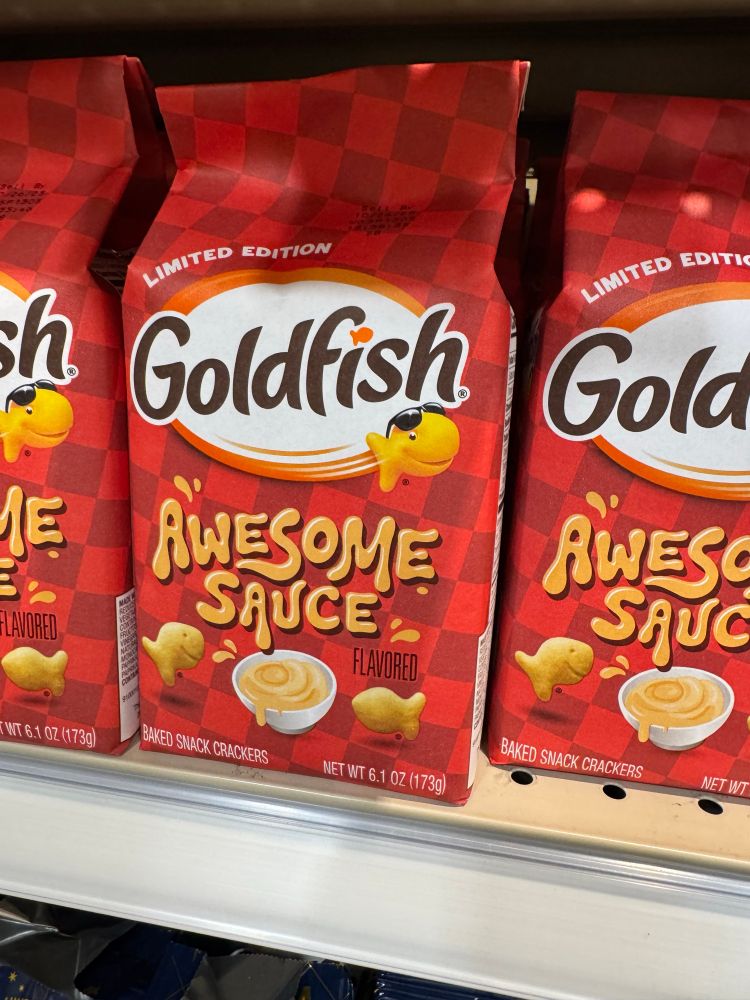 LIMITED EDITION
Goldfish®
AWESOME
SAUCE
FLAVORED
BAKED SNACK CRACKERS
NET WT 6.1 OZ (173g)
sh®
ME
E
FLAVORED
WT 6.1 OZ (173g)
LIMITED EDITIO
Gold
AWESO
SAUC
BAKED SNACK CRACKERS
NET WT